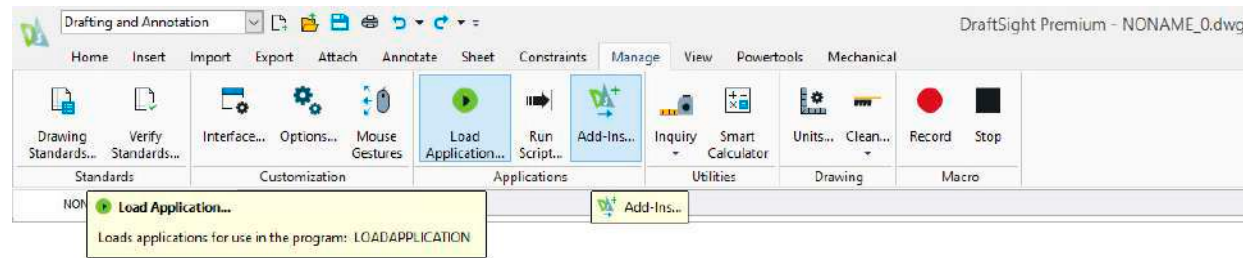 Drafting and Annotation
DraftSight Premium - NONAME_0.dwg
Home Insert Import Export Attach Annotate Sheet Constraints Manage View Powertools Mechanical
Drawing Standards... Verify Standards... Interface... Options... Mouse Gestures Load Application... Run Script... Add-Ins... Inquiry Smart Calculator Units... Clean... Record Stop
Standards Customization Applications Utilities Drawing Macro
NON
Load Application...
Add-Ins...
Loads applications for use in the program: LOADAPPLICATION